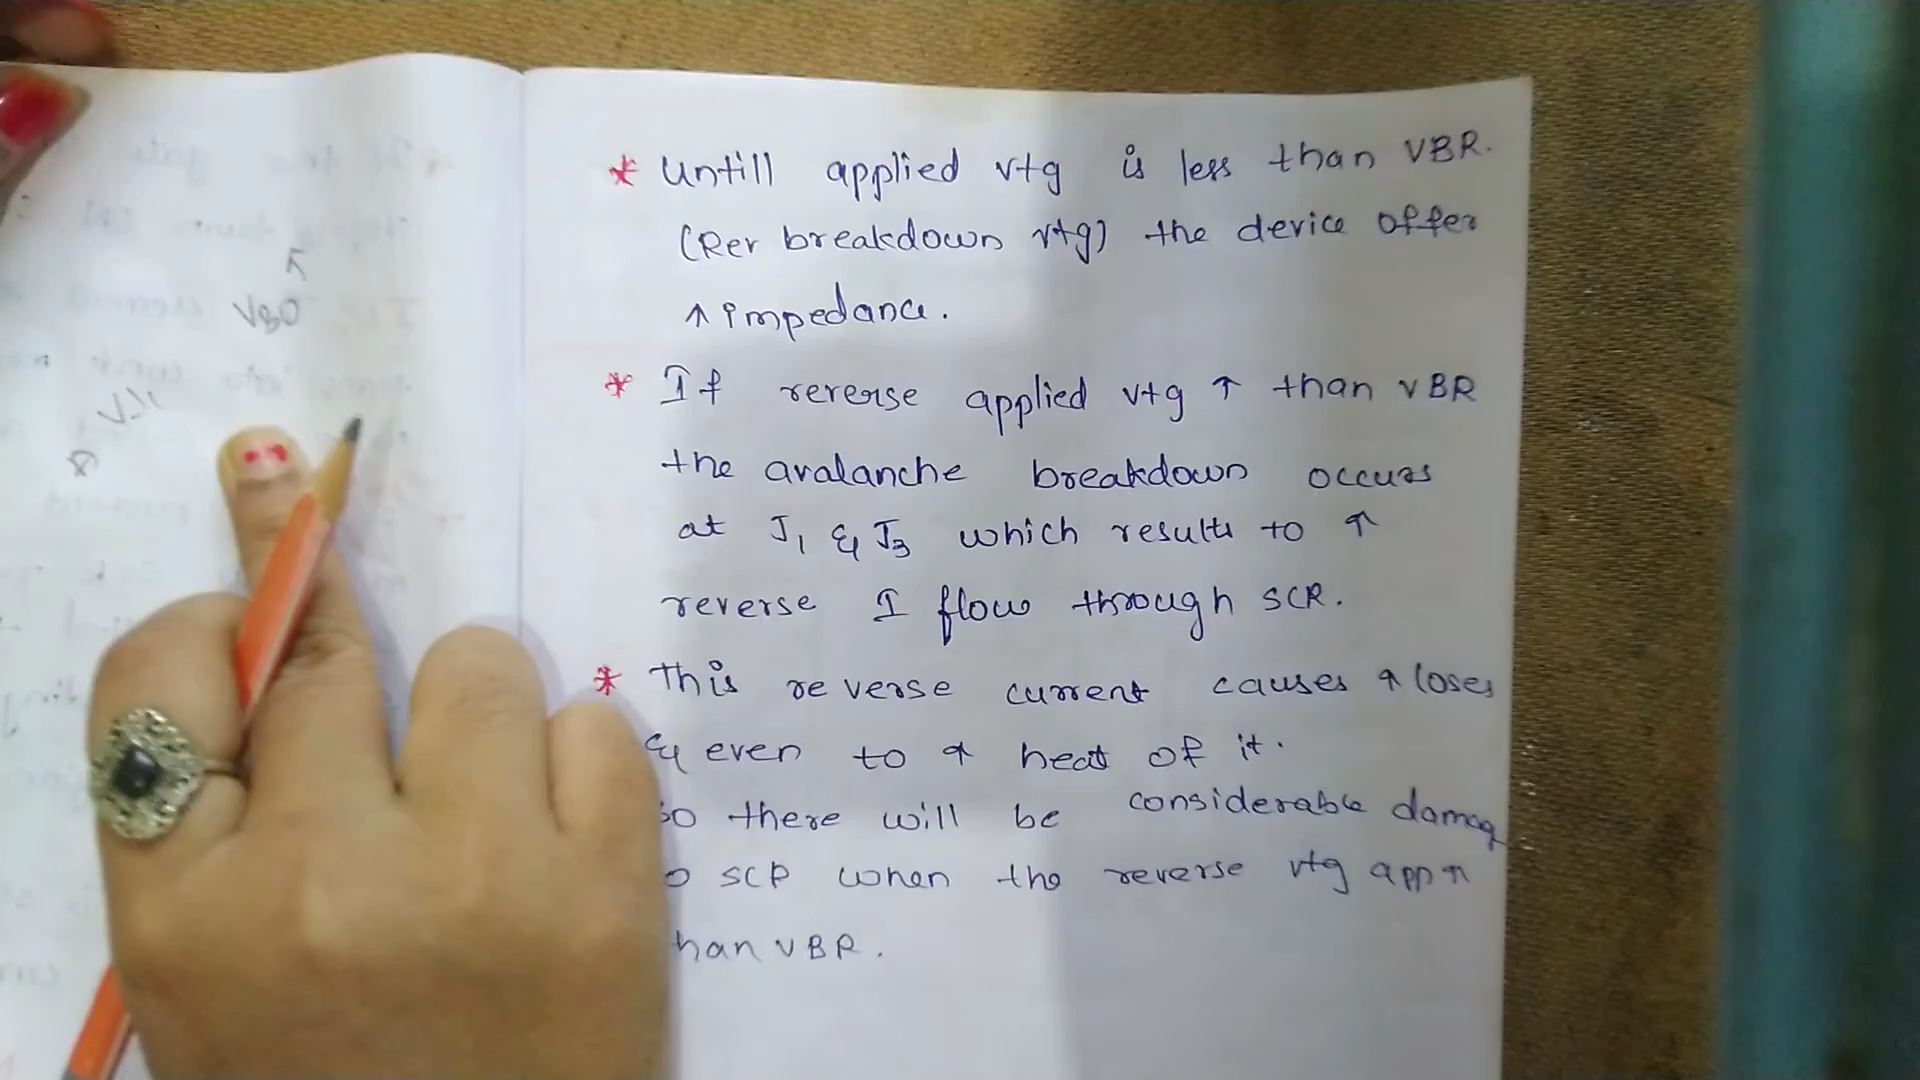 VBO
VJ1
* Untill applied vtg is less than VBR.
(Rev breakdown vtg) the device offer
↑ impedance.
* If reverse applied vtg ↑ than VBR
the avalanche breakdown occurs
at J1 & J3 which results to ↑
reverse I flow through SCR.
* This reverse current causes ↑ loses
& even to ↑ heat of it.
so there will be considerable damag
o SCR when the reverse vtg app ↑
han VBR.